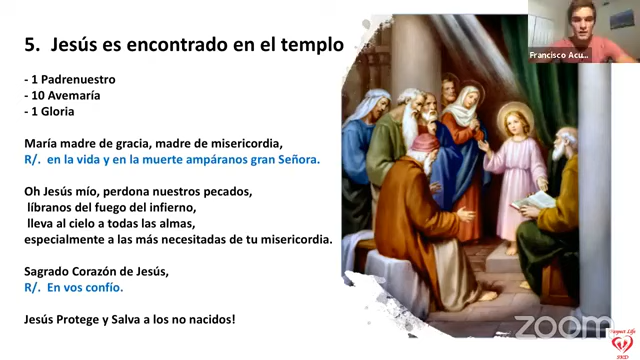 5. Jesús es encontrado en el templo
- 1 Padrenuestro
- 10 Avemaría
- 1 Gloria
María madre de gracia, madre de misericordia,
R/. en la vida y en la muerte ampáranos gran Señora.
Oh Jesús mío, perdona nuestros pecados,
líbranos del fuego del infierno,
lleva al cielo a todas las almas,
especialmente a las más necesitadas de tu misericordia.
Sagrado Corazón de Jesús,
R/. En vos confío.
Jesús Protege y Salva a los no nacidos!
Francisco Acu...
zoom